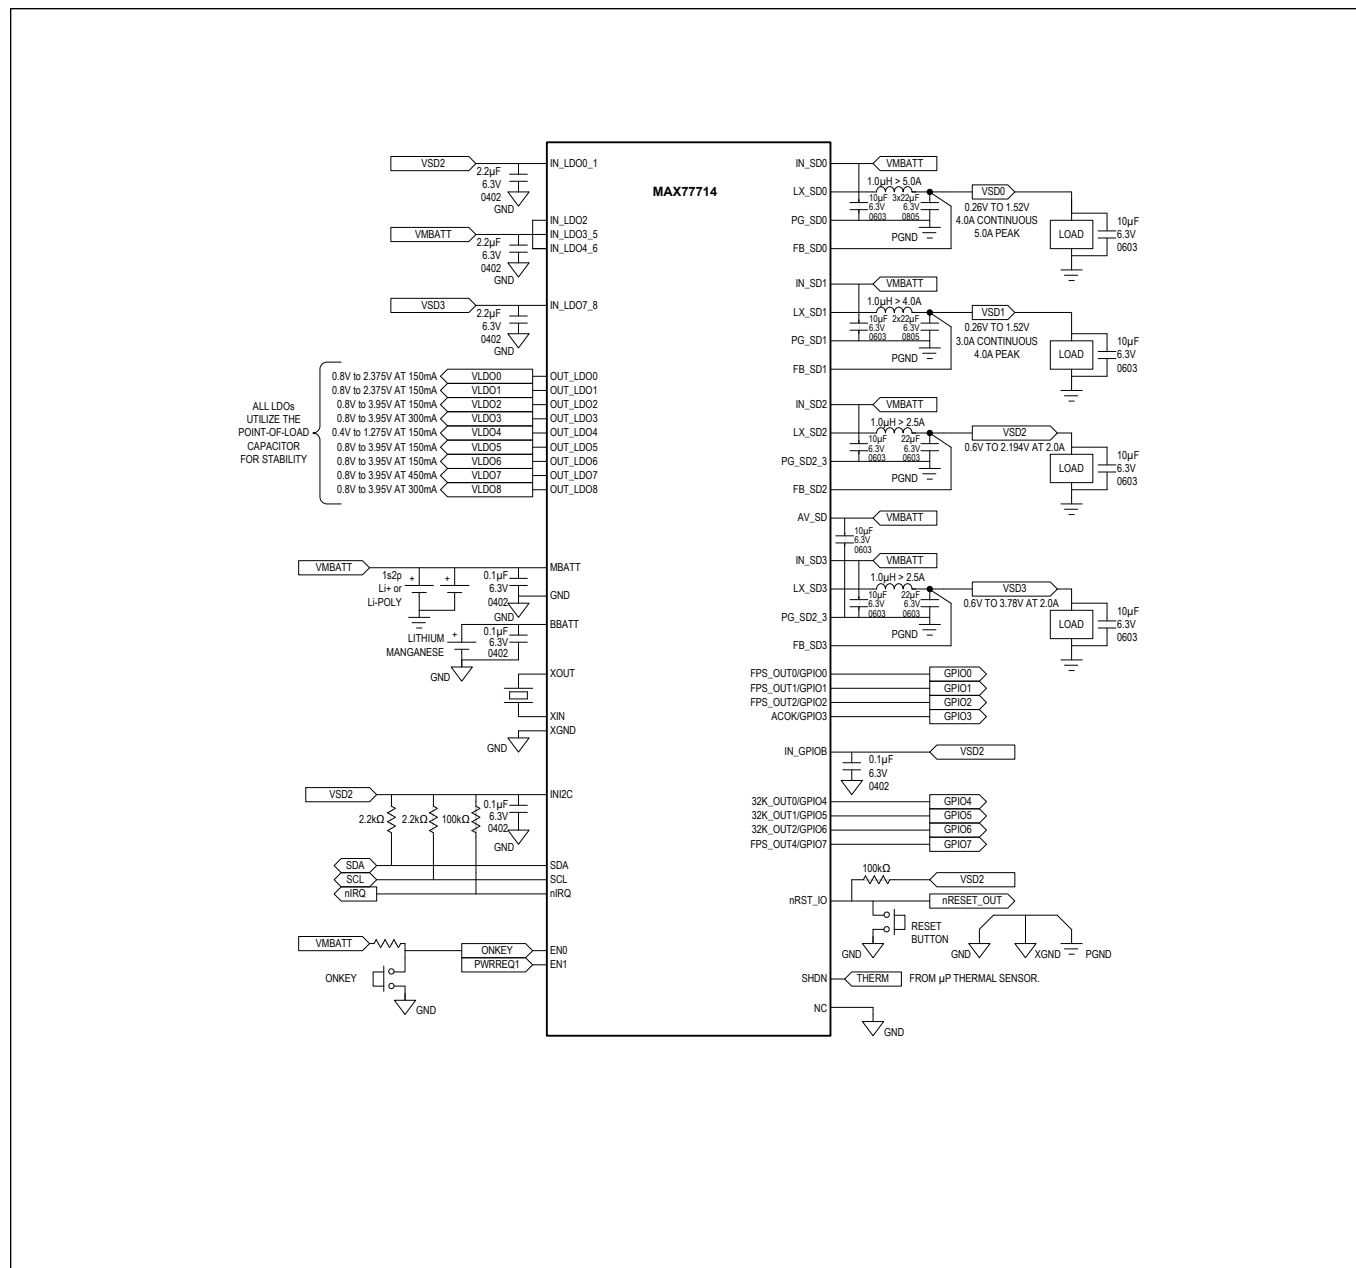 MAX77714
VSD2
IN_LDO0_1
2.2µF
6.3V
0402
GND
IN_LDO2
VMBATT
IN_LDO3_5
IN_LDO4_6
2.2µF
6.3V
0402
GND
VSD3
IN_LDO7_8
2.2µF
6.3V
0402
GND
ALL LDOs
UTILIZE THE
POINT-OF-LOAD
CAPACITOR
FOR STABILITY
0.8V to 2.375V AT 150mA VLDO0 OUT_LDO0
0.8V to 2.375V AT 150mA VLDO1 OUT_LDO1
0.8V to 3.95V AT 150mA VLDO2 OUT_LDO2
0.8V to 3.95V AT 300mA VLDO3 OUT_LDO3
0.4V to 1.275V AT 150mA VLDO4 OUT_LDO4
0.8V to 3.95V AT 150mA VLDO5 OUT_LDO5
0.8V to 3.95V AT 150mA VLDO6 OUT_LDO6
0.8V to 3.95V AT 450mA VLDO7 OUT_LDO7
0.8V to 3.95V AT 300mA VLDO8 OUT_LDO8
VMBATT
MBATT
1s2p
Li+ or
Li-POLY
+
+
0.1µF
6.3V
0402
GND
GND
BBATT
LITHIUM
MANGANESE
+
0.1µF
6.3V
0402
GND
XOUT
XIN
XGND
GND
VSD2
INI2C
2.2kΩ
2.2kΩ
100kΩ
0.1µF
6.3V
0402
GND
SDA SDA
SCL SCL
nIRQ nIRQ
VMBATT
ONKEY EN0
PWRREQ1 EN1
ONKEY
GND
IN_SD0
VMBATT
1.0µH > 5.0A
LX_SD0
10µF
6.3V
0603
3x22µF
6.3V
0805
PG_SD0
PGND
FB_SD0
VSD0
0.26V TO 1.52V
4.0A CONTINUOUS
5.0A PEAK
LOAD
10µF
6.3V
0603
IN_SD1
VMBATT
1.0µH > 4.0A
LX_SD1
10µF
6.3V
0603
2x22µF
6.3V
0805
PG_SD1
PGND
FB_SD1
VSD1
0.26V TO 1.52V
3.0A CONTINUOUS
4.0A PEAK
LOAD
10µF
6.3V
0603
IN_SD2
VMBATT
1.0µH > 2.5A
LX_SD2
10µF
6.3V
0603
22µF
6.3V
0603
PG_SD2_3
PGND
FB_SD2
VSD2
0.6V TO 2.194V AT 2.0A
LOAD
10µF
6.3V
0603
AV_SD
VMBATT
10µF
6.3V
0603
IN_SD3
VMBATT
1.0µH > 2.5A
LX_SD3
10µF
6.3V
0603
22µF
6.3V
0603
PG_SD2_3
PGND
FB_SD3
VSD3
0.6V TO 3.78V AT 2.0A
LOAD
10µF
6.3V
0603
FPS_OUT0/GPIO0 GPIO0
FPS_OUT1/GPIO1 GPIO1
FPS_OUT2/GPIO2 GPIO2
ACOK/GPIO3 GPIO3
IN_GPIOB
VSD2
0.1µF
6.3V
0402
32K_OUT0/GPIO4 GPIO4
32K_OUT1/GPIO5 GPIO5
32K_OUT2/GPIO6 GPIO6
FPS_OUT4/GPIO7 GPIO7
100kΩ
VSD2
nRST_IO
nRESET_OUT
RESET
BUTTON
GND
GND
XGND
PGND
SHDN
THERM
FROM µP THERMAL SENSOR.
NC
GND